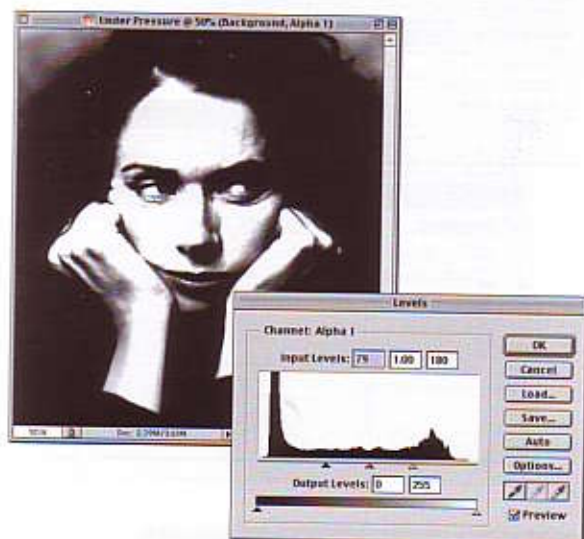 Under Pressure @ 50% (Background, Alpha 1)
50%
Levels
Channel: Alpha 1
Input Levels: 79 1.00 180
Output Levels: 0 255
OK
Cancel
Load...
Save...
Auto
Options...
Preview